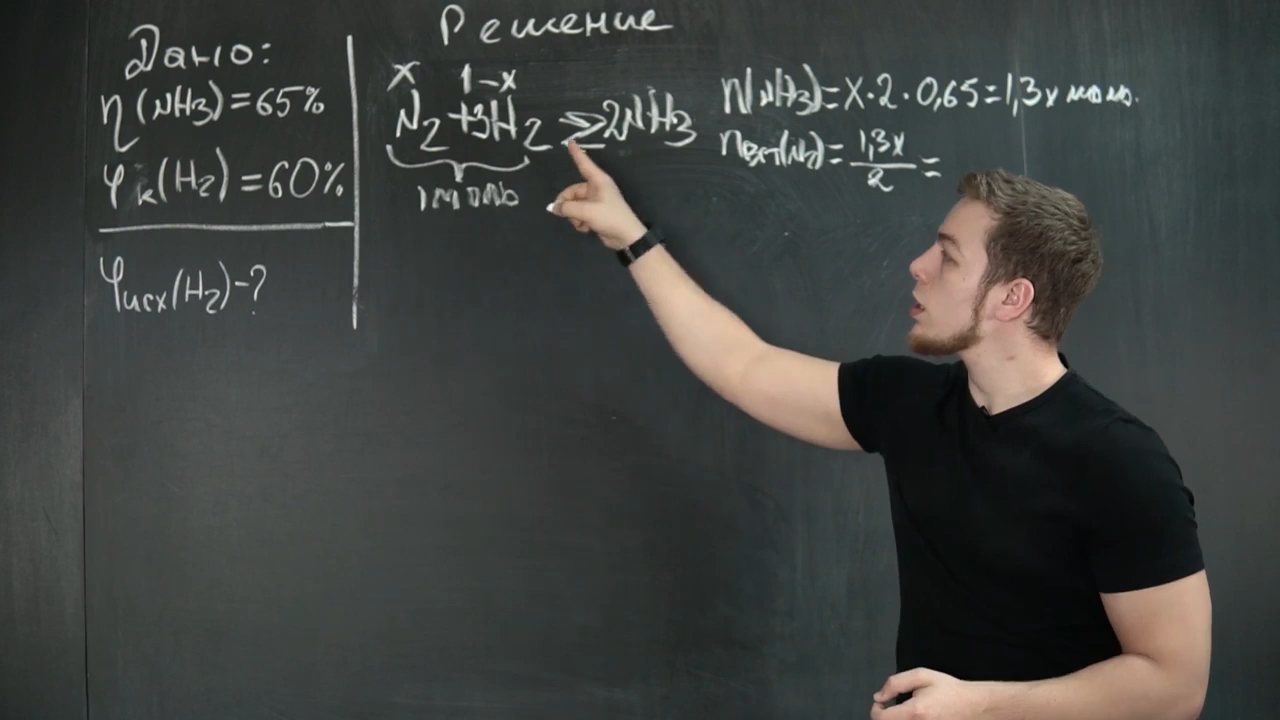 Дано:
η(NH3)=65%
φк(H2)=60%
φисх(H2)-?
Решение
x 1-x
N2+3H2⇄2NH3
1 моль
n(NH3)=x·2·0,65=1,3x моль.
nвст(N2)=1,3x/2=